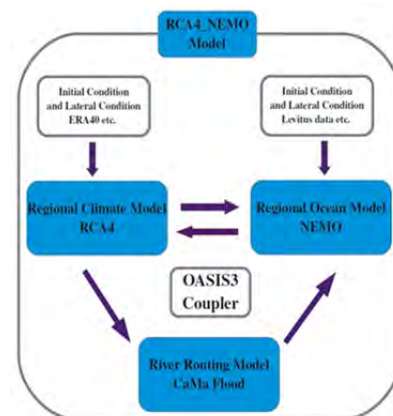 RCA4_NEMO
Model
Initial Condition
and Lateral Condition
ERA40 etc.
Initial Condition
and Lateral Condition
Levitus data etc.
Regional Climate Model
RCA4
Regional Ocean Model
NEMO
OASIS3
Coupler
River Routing Model
CaMa Flood